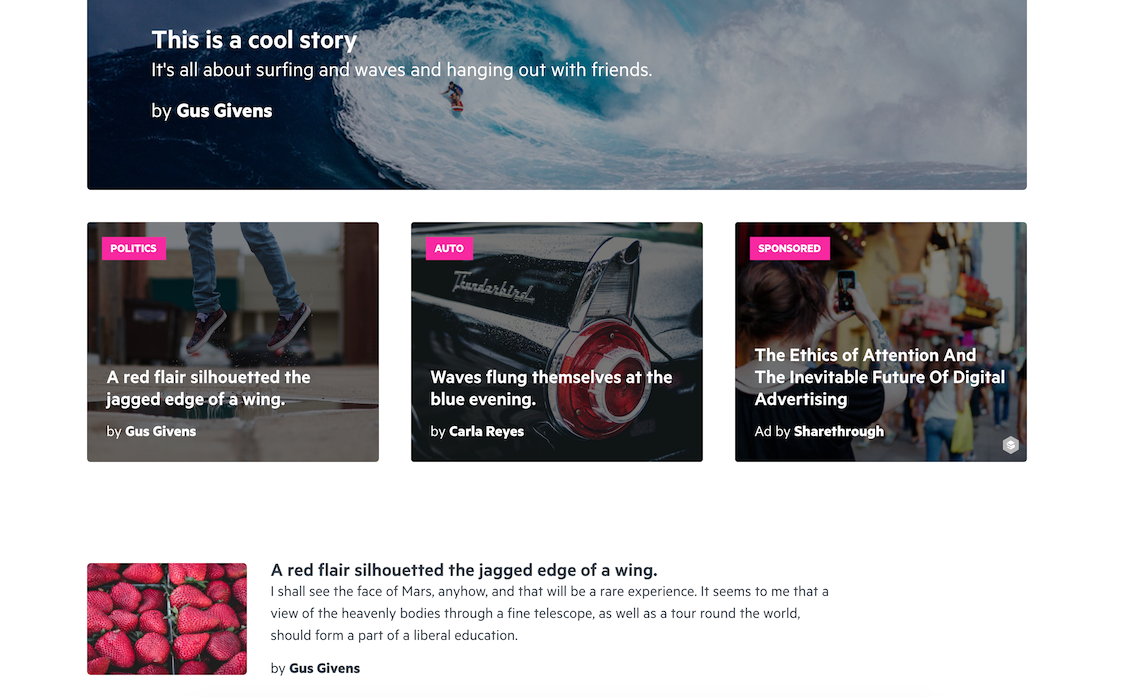 This is a cool story
It's all about surfing and waves and hanging out with friends.
by Gus Givens
POLITICS
A red flair silhouetted the
jagged edge of a wing.
by Gus Givens
AUTO
Thunderbird
Waves flung themselves at the
blue evening.
by Carla Reyes
SPONSORED
The Ethics of Attention And
The Inevitable Future Of Digital
Advertising
Ad by Sharethrough
A red flair silhouetted the jagged edge of a wing.
I shall see the face of Mars, anyhow, and that will be a rare experience. It seems to me that a
view of the heavenly bodies through a fine telescope, as well as a tour round the world,
should form a part of a liberal education.
by Gus Givens